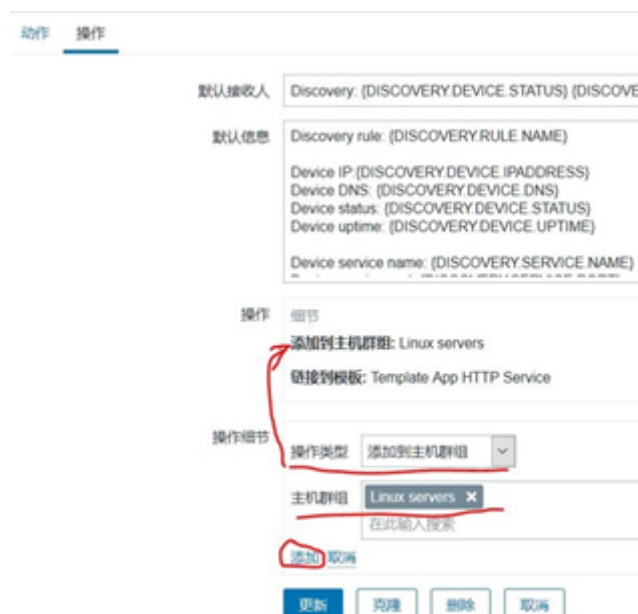 动作 操作
默认接收人 Discovery: {DISCOVERY.DEVICE.STATUS} {DISCOVE
默认信息 Discovery rule: {DISCOVERY.RULE.NAME}
Device IP:{DISCOVERY.DEVICE.IPADDRESS}
Device DNS: {DISCOVERY.DEVICE.DNS}
Device status: {DISCOVERY.DEVICE.STATUS}
Device uptime: {DISCOVERY.DEVICE.UPTIME}
Device service name: {DISCOVERY.SERVICE.NAME}
操作 细节
添加到主机群组: Linux servers
链接到模板: Template App HTTP Service
操作细节
操作类型 添加到主机群组
主机群组 Linux servers ×
在此输入搜索
添加 取消
更新 克隆 删除 取消